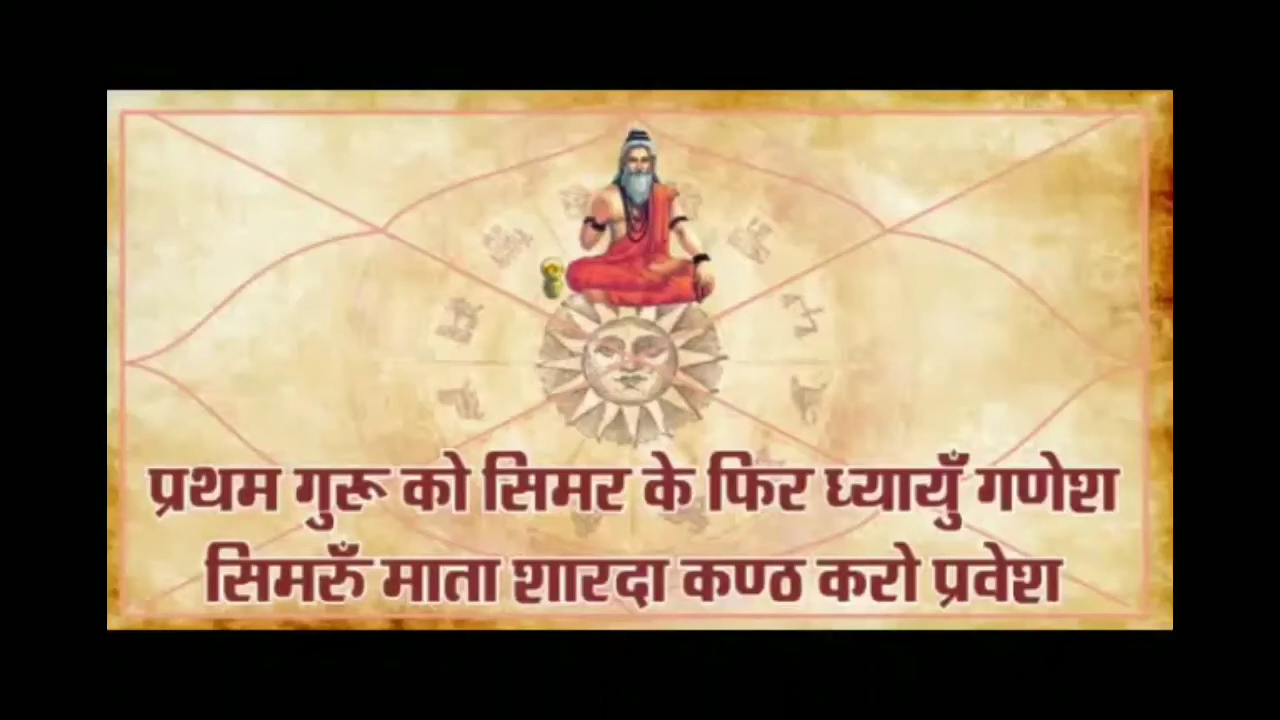 प्रथम गुरू को सिमर के फिर ध्यायुँ गणेश
सिमरुँ माता शारदा कण्ठ करो प्रवेश